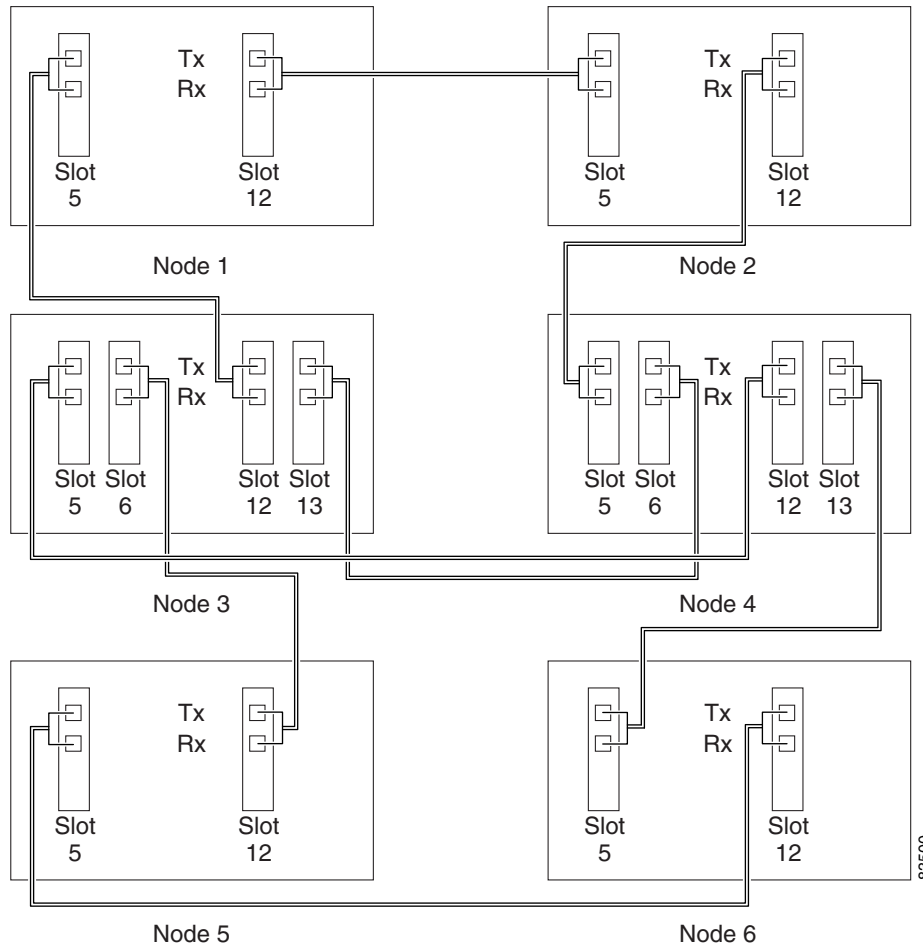 Tx Tx
Rx Rx
Slot Slot Slot Slot
5 12 5 12
Node 1 Node 2
Tx Tx
Rx Rx
Slot Slot Slot Slot Slot Slot Slot Slot
5 6 12 13 5 6 12 13
Node 3 Node 4
Tx Tx
Rx Rx
Slot Slot Slot Slot
5 12 5 12
Node 5 Node 6